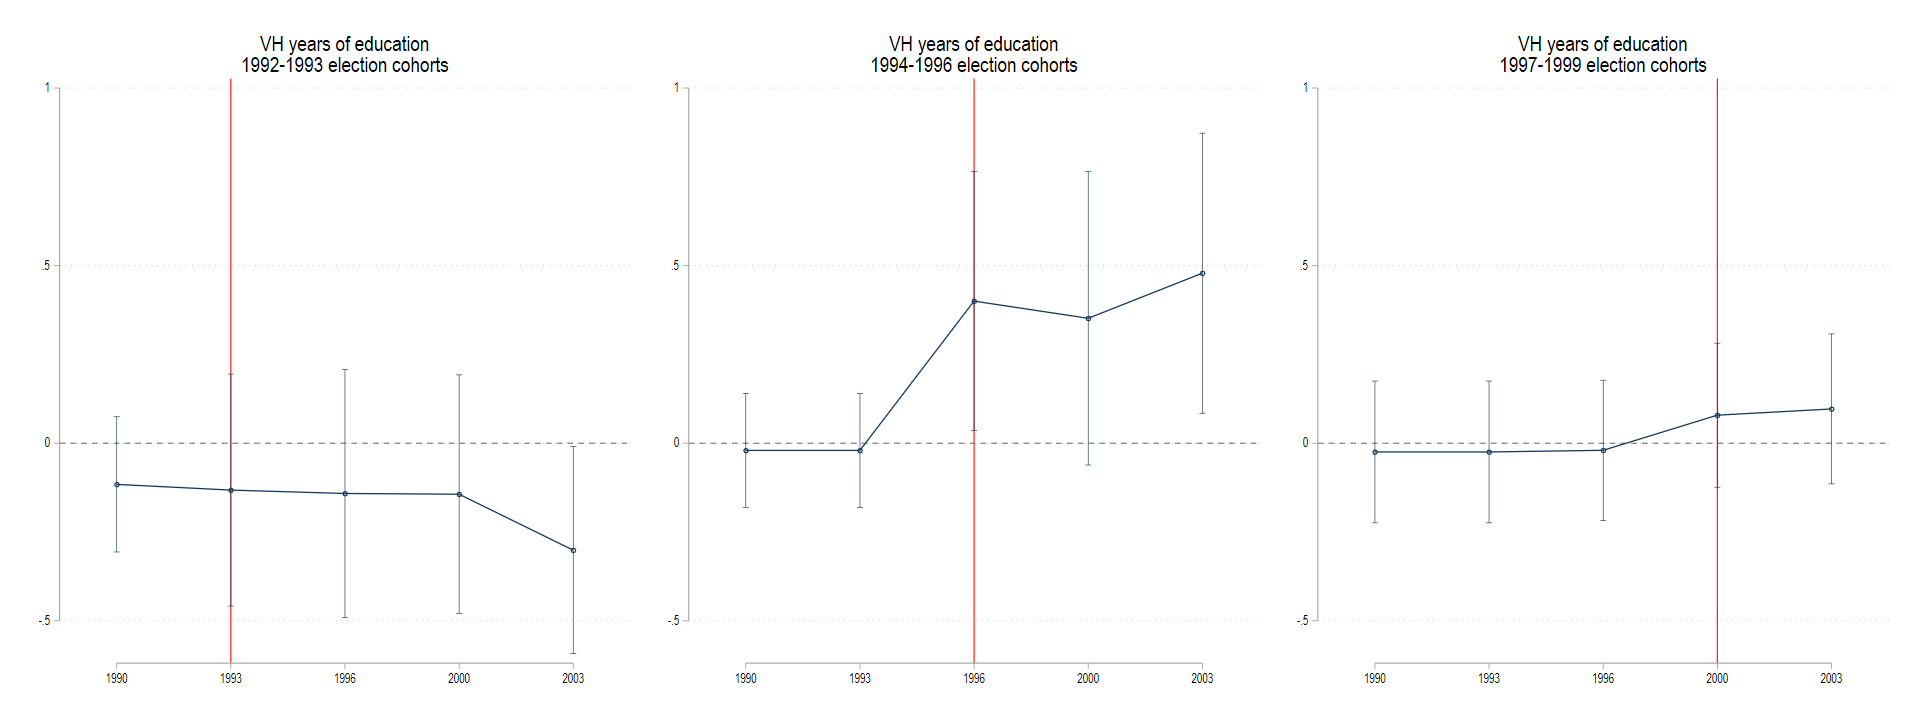 VH years of education
1992-1993 election cohorts
1
.5
0
-.5
1990 1993 1996 2000 2003
VH years of education
1994-1996 election cohorts
1
.5
0
-.5
1990 1993 1996 2000 2003
VH years of education
1997-1999 election cohorts
1
.5
0
-.5
1990 1993 1996 2000 2003